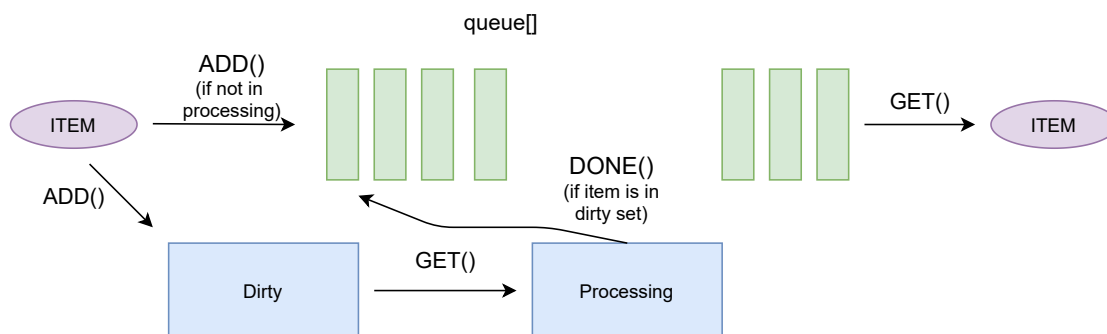 queue[]
ADD()
(if not in
processing)
ITEM
GET()
ITEM
ADD()
DONE()
(if item is in
dirty set)
Dirty
GET()
Processing